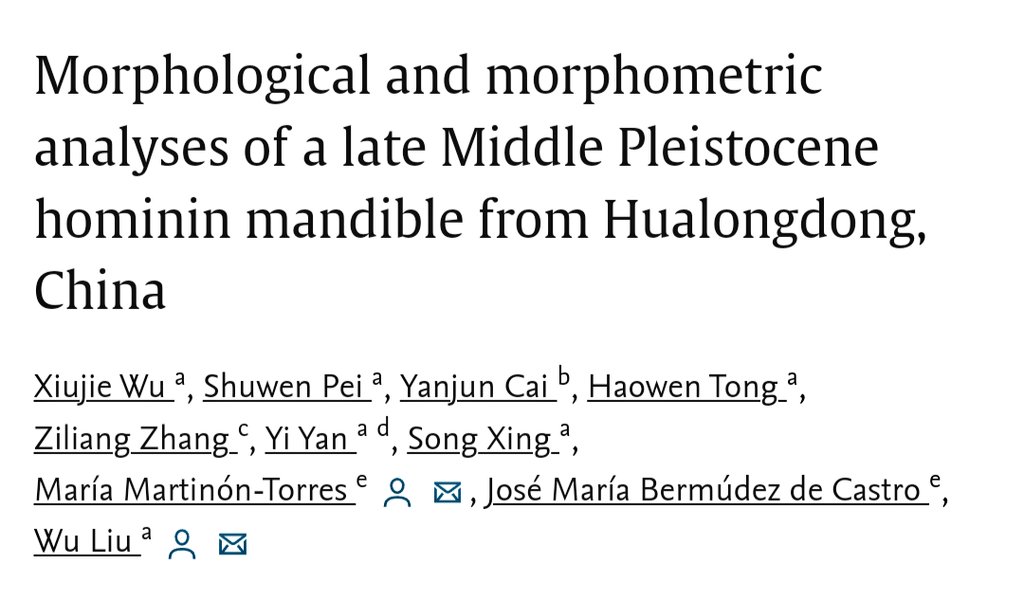 Morphological and morphometric
analyses of a late Middle Pleistocene
hominin mandible from Hualongdong,
China
Xiujie Wu a, Shuwen Pei a, Yanjun Cai b, Haowen Tong a,
Ziliang Zhang c, Yi Yan a d, Song Xing a,
María Martinón-Torres e, José María Bermúdez de Castro e,
Wu Liu a